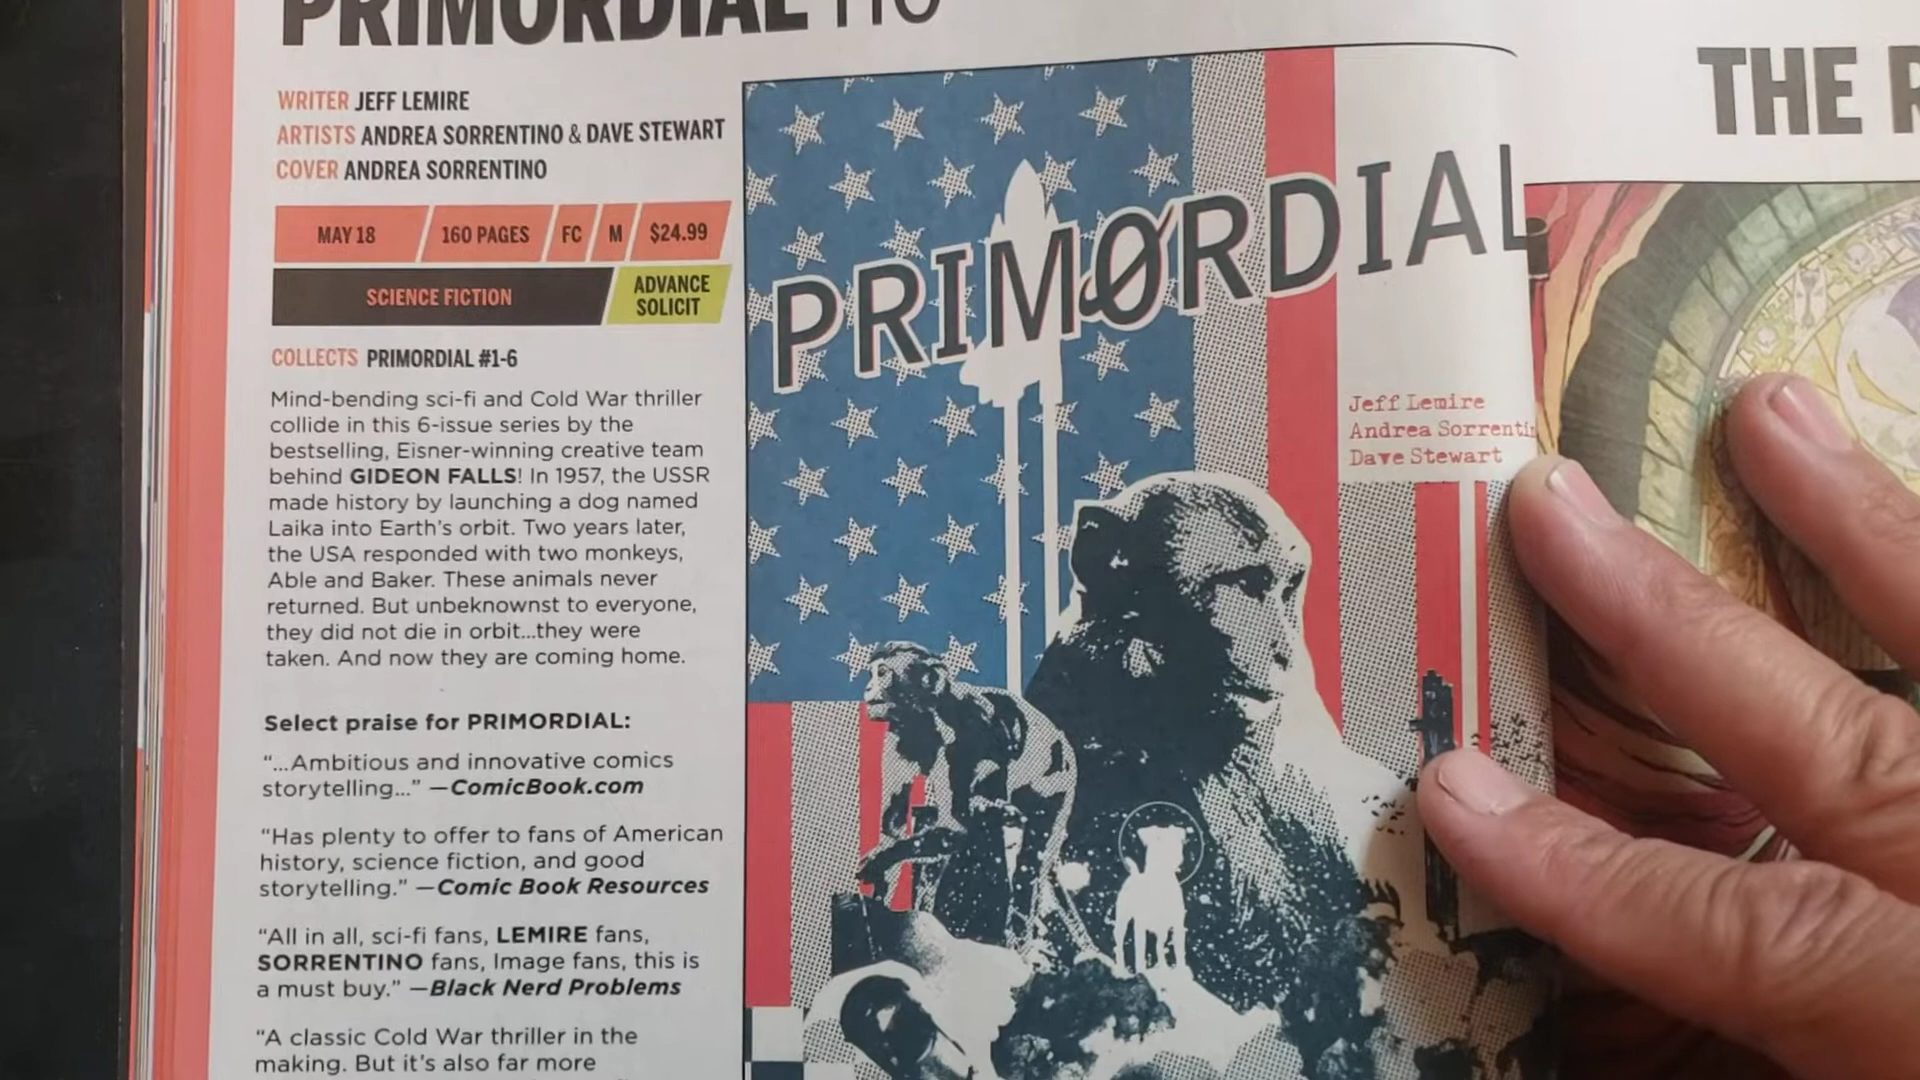 PRIMORDIAL
WRITER JEFF LEMIRE
ARTISTS ANDREA SORRENTINO & DAVE STEWART
COVER ANDREA SORRENTINO
MAY 18 160 PAGES FC M $24.99
SCIENCE FICTION
ADVANCE
SOLICIT
COLLECTS PRIMORDIAL #1-6
Mind-bending sci-fi and Cold War thriller
collide in this 6-issue series by the
bestselling, Eisner-winning creative team
behind GIDEON FALLS! In 1957, the USSR
made history by launching a dog named
Laika into Earth's orbit. Two years later,
the USA responded with two monkeys,
Able and Baker. These animals never
returned. But unbeknownst to everyone,
they did not die in orbit...they were
taken. And now they are coming home.
Select praise for PRIMORDIAL:
“...Ambitious and innovative comics
storytelling...” —ComicBook.com
“Has plenty to offer to fans of American
history, science fiction, and good
storytelling.” —Comic Book Resources
“All in all, sci-fi fans, LEMIRE fans,
SORRENTINO fans, Image fans, this is
a must buy.” —Black Nerd Problems
“A classic Cold War thriller in the
making. But it's also far more
PRIMØRDIAL
Jeff Lemire
Andrea Sorrentin
Dave Stewart
THE